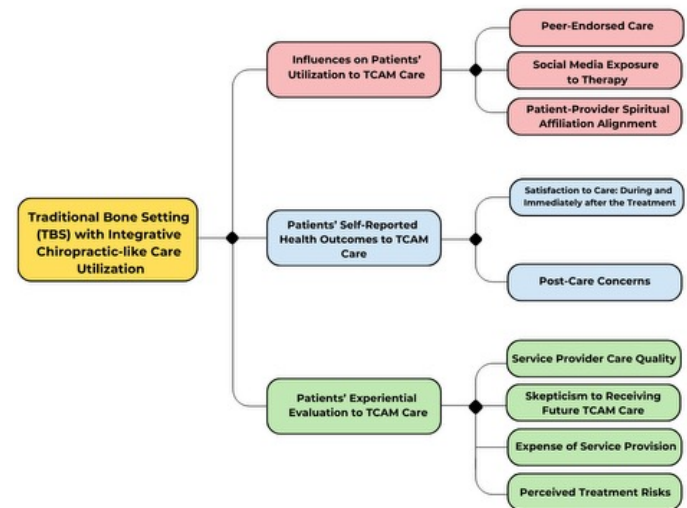 Traditional Bone Setting
(TBS) with Integrative
Chiropractic-like Care
Utilization
Influences on Patients'
Utilization to TCAM Care
Peer-Endorsed Care
Social Media Exposure
to Therapy
Patient-Provider Spiritual
Affiliation Alignment
Patients' Self-Reported
Health Outcomes to TCAM
Care
Satisfaction to Care: During and
Immediately after the Treatment
Post-Care Concerns
Patients' Experiential
Evaluation to TCAM Care
Service Provider Care Quality
Skepticism to Receiving
Future TCAM Care
Expense of Service Provision
Perceived Treatment Risks